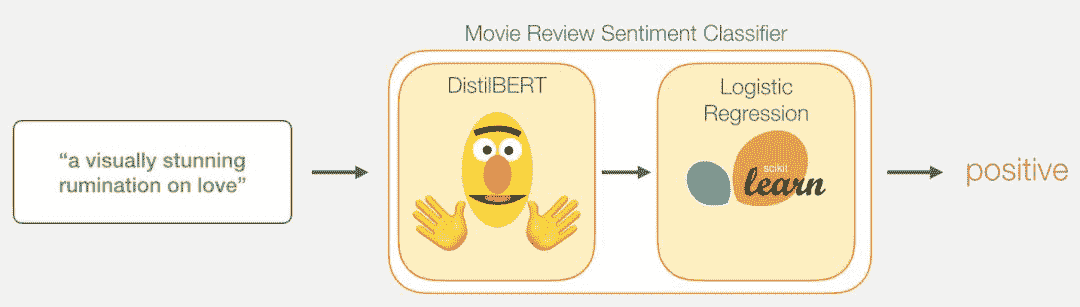 Movie Review Sentiment Classifier
DistilBERT
Logistic
Regression
“a visually stunning
rumination on love”
scikit
learn
positive